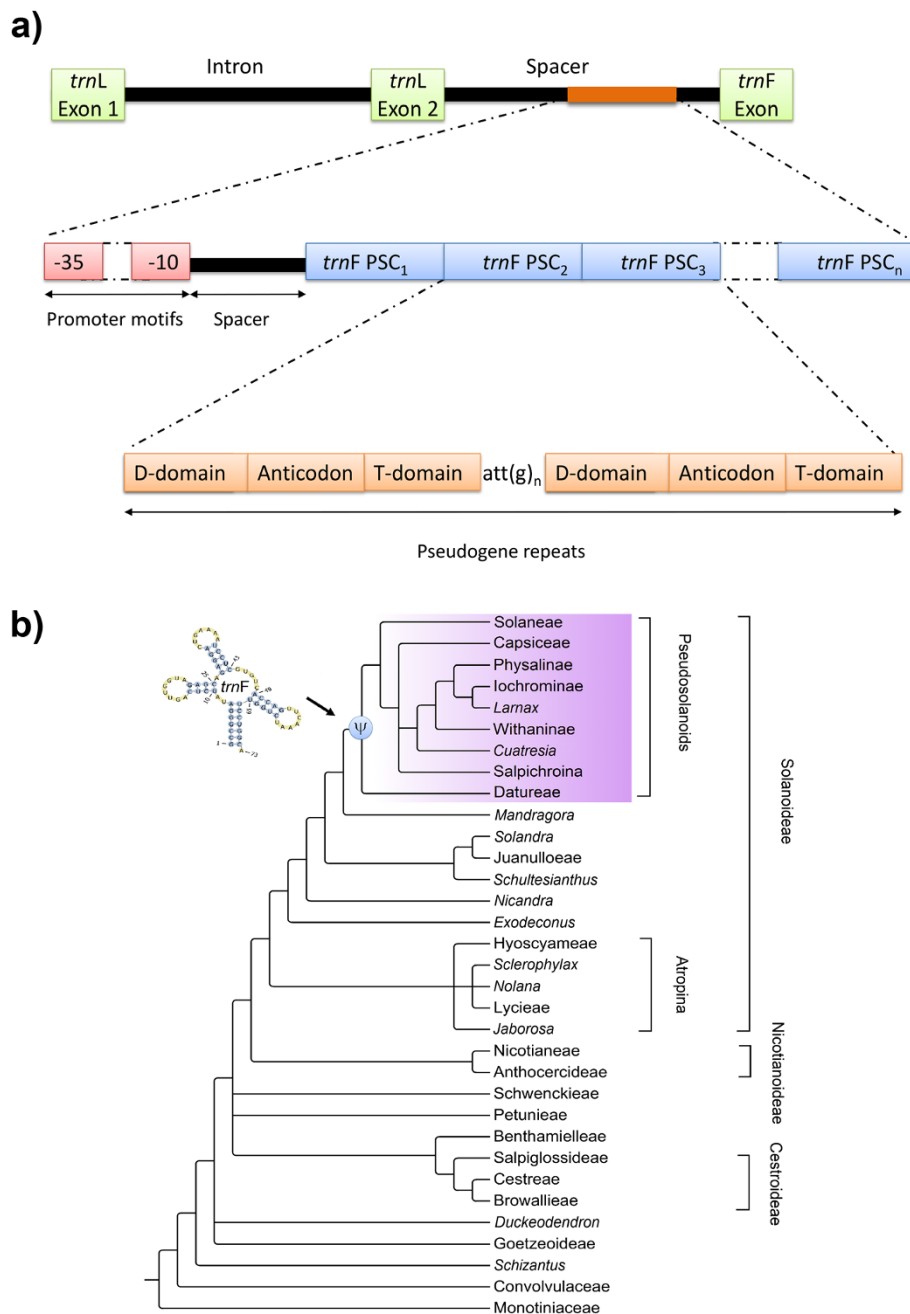 a)
Intron
Spacer
trnL
Exon 1
trnL
Exon 2
trnF
Exon
-35
-10
trnF PSC1
trnF PSC2
trnF PSC3
trnF PSCn
Promoter motifs
Spacer
D-domain
Anticodon
T-domain
att(g)n
D-domain
Anticodon
T-domain
Pseudogene repeats
b)
trnF
Ψ
Solaneae
Capsiceae
Physalinae
Iochrominae
Larnax
Withaninae
Cuatresia
Salpichroina
Datureae
Mandragora
Solandra
Juanulloeae
Schultesianthus
Nicandra
Exodeconus
Hyoscyameae
Sclerophylax
Nolana
Lycieae
Jaborosa
Nicotianeae
Anthocercideae
Schwenckieae
Petunieae
Benthamielleae
Salpiglossideae
Cestreae
Browallieae
Duckeodendron
Goetzeoideae
Schizantus
Convolvulaceae
Monotiniaceae
Pseudosolanoids
Solanoideae
Atropina
Nicotianoideae
Cestroideae